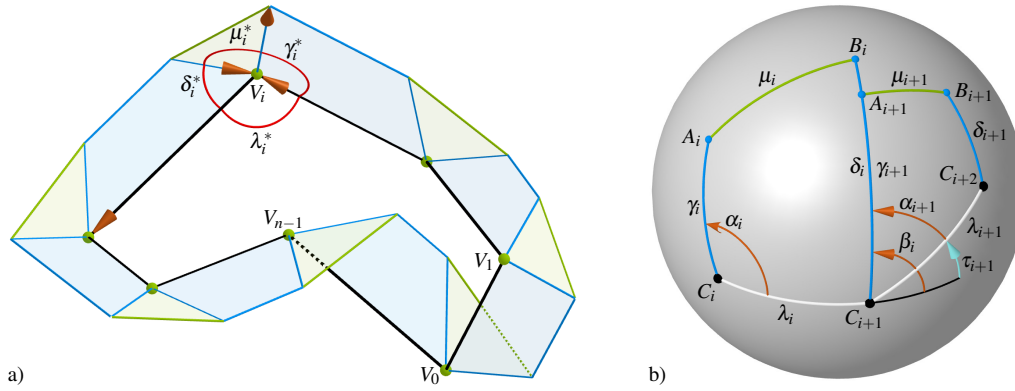 μ*i
γ*i
δ*i
Vi
λ*i
Vn−1
V1
V0
a)
Bi
μi
μi+1
Bi+1
Ai+1
Ai
δi+1
δi
γi+1
Ci+2
γi
αi
αi+1
λi+1
βi
τi+1
Ci
λi
Ci+1
b)